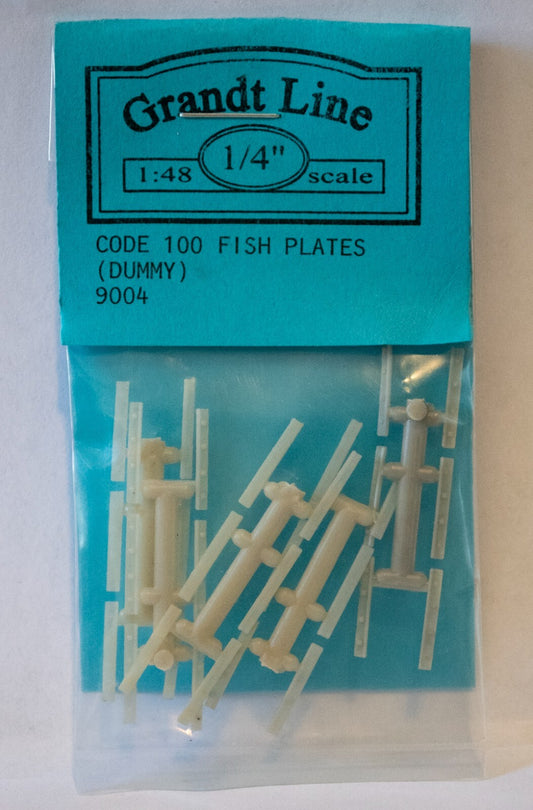 Grandt Line
1:48 1/4" scale
CODE 100 FISH PLATES
(DUMMY)
9004